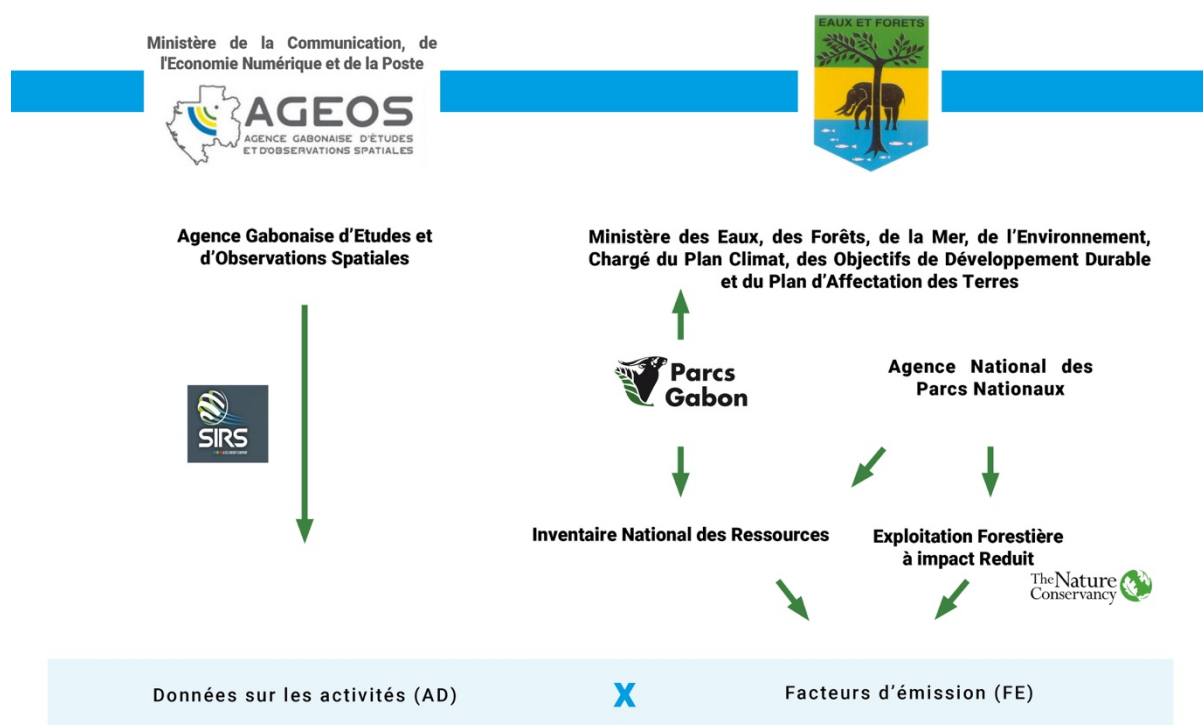 Ministère de la Communication, de
l'Economie Numérique et de la Poste
AGEOS
AGENCE GABONAISE D'ÉTUDES
ET D'OBSERVATIONS SPATIALES
EAUX ET FORETS
Agence Gabonaise d'Etudes et
d'Observations Spatiales
Ministère des Eaux, des Forêts, de la Mer, de l'Environnement,
Chargé du Plan Climat, des Objectifs de Développement Durable
et du Plan d'Affectation des Terres
Parcs
Gabon
Agence National des
Parcs Nationaux
SIRS
Inventaire National des Ressources
Exploitation Forestière
à impact Reduit
The Nature
Conservancy
Données sur les activités (AD)
X
Facteurs d'émission (FE)